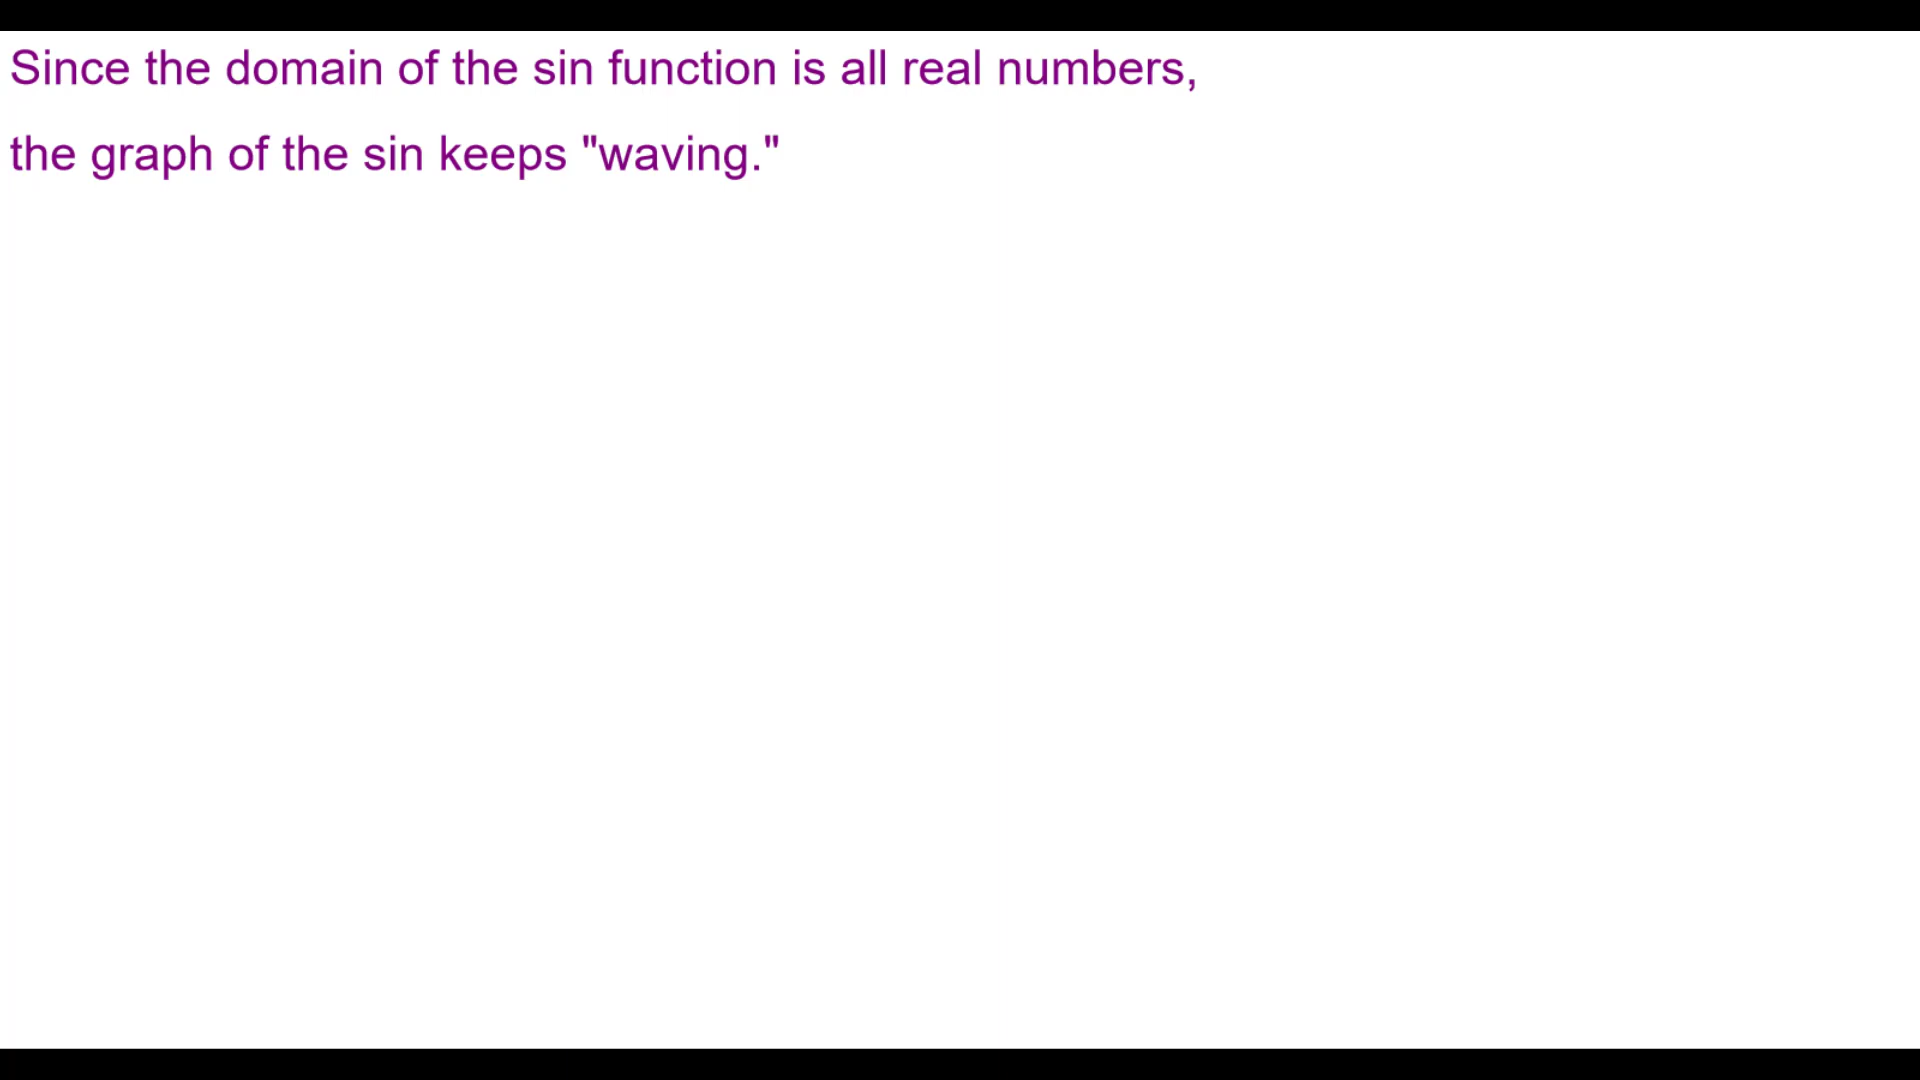 Since the domain of the sin function is all real numbers,
the graph of the sin keeps "waving."